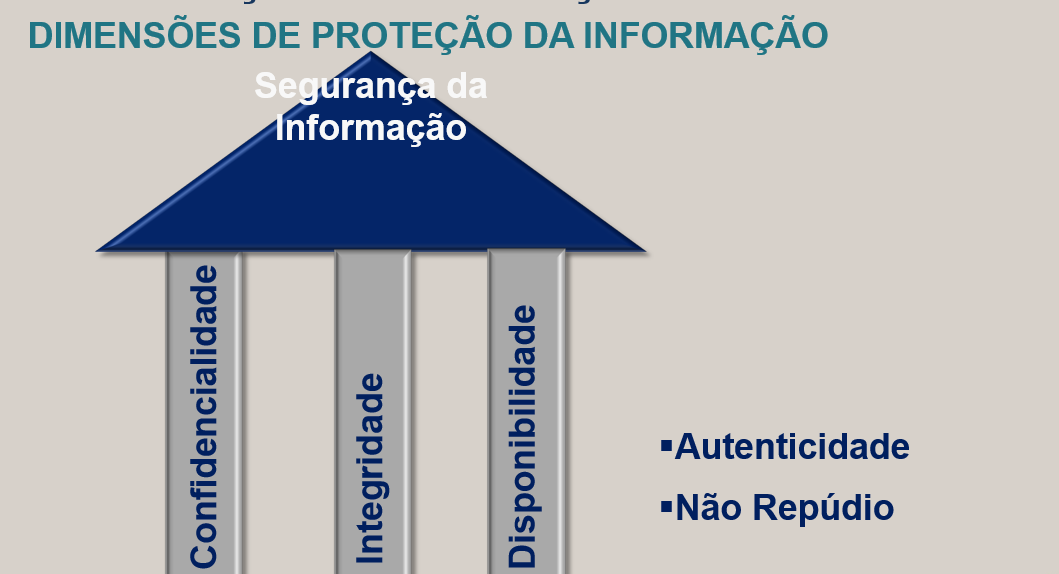 DIMENSÕES DE PROTEÇÃO DA INFORMAÇÃO
Segurança da
Informação
Confidencialidade
Integridade
Disponibilidade
▪Autenticidade
▪Não Repúdio